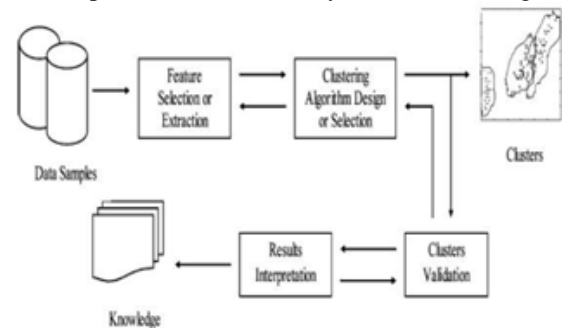 Feature
Selection or
Extraction
Clustering
Algorithm Design
or Selection
Data Samples
Clusters
Results
Interpretation
Clusters
Validation
Knowledge